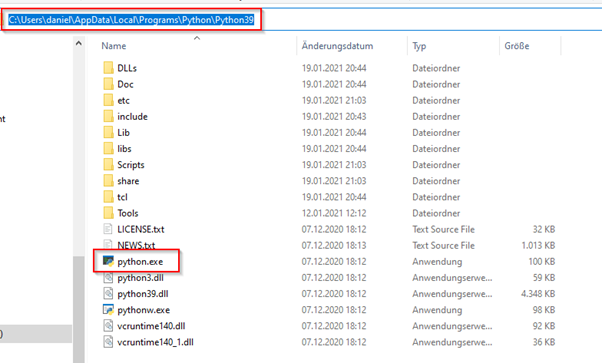 C:\Users\daniel\AppData\Local\Programs\Python\Python39
Name Änderungsdatum Typ Größe
DLLs 19.01.2021 20:44 Dateiordner
Doc 19.01.2021 20:44 Dateiordner
etc 19.01.2021 21:03 Dateiordner
include 19.01.2021 20:43 Dateiordner
Lib 19.01.2021 20:44 Dateiordner
libs 19.01.2021 20:44 Dateiordner
Scripts 19.01.2021 21:03 Dateiordner
share 19.01.2021 21:03 Dateiordner
tcl 19.01.2021 20:44 Dateiordner
Tools 12.01.2021 12:12 Dateiordner
LICENSE.txt 07.12.2020 18:12 Text Source File 32 KB
NEWS.txt 07.12.2020 18:13 Text Source File 1.013 KB
python.exe 07.12.2020 18:12 Anwendung 100 KB
python3.dll 07.12.2020 18:12 Anwendungserwe... 59 KB
python39.dll 07.12.2020 18:12 Anwendungserwe... 4.348 KB
pythonw.exe 07.12.2020 18:12 Anwendung 98 KB
vcruntime140.dll 07.12.2020 18:12 Anwendungserwe... 92 KB
vcruntime140_1.dll 07.12.2020 18:12 Anwendungserwe... 36 KB